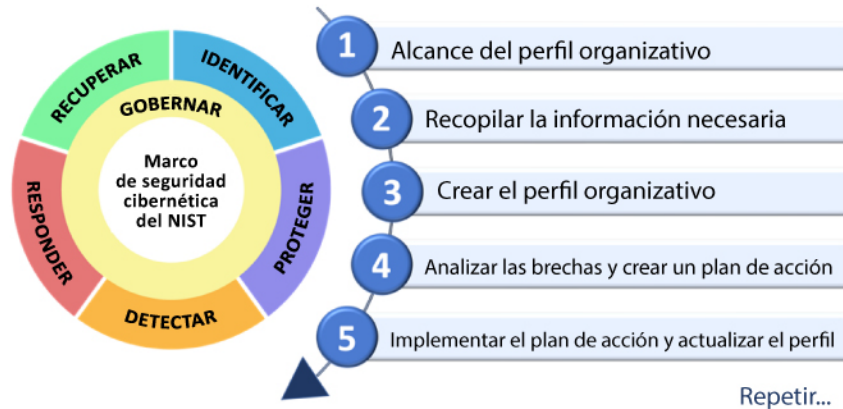 RECUPERAR
IDENTIFICAR
GOBERNAR
Marco
de seguridad
cibernética
del NIST
RESPONDER
PROTEGER
DETECTAR
1
Alcance del perfil organizativo
2
Recopilar la información necesaria
3
Crear el perfil organizativo
4
Analizar las brechas y crear un plan de acción
5
Implementar el plan de acción y actualizar el perfil
Repetir...